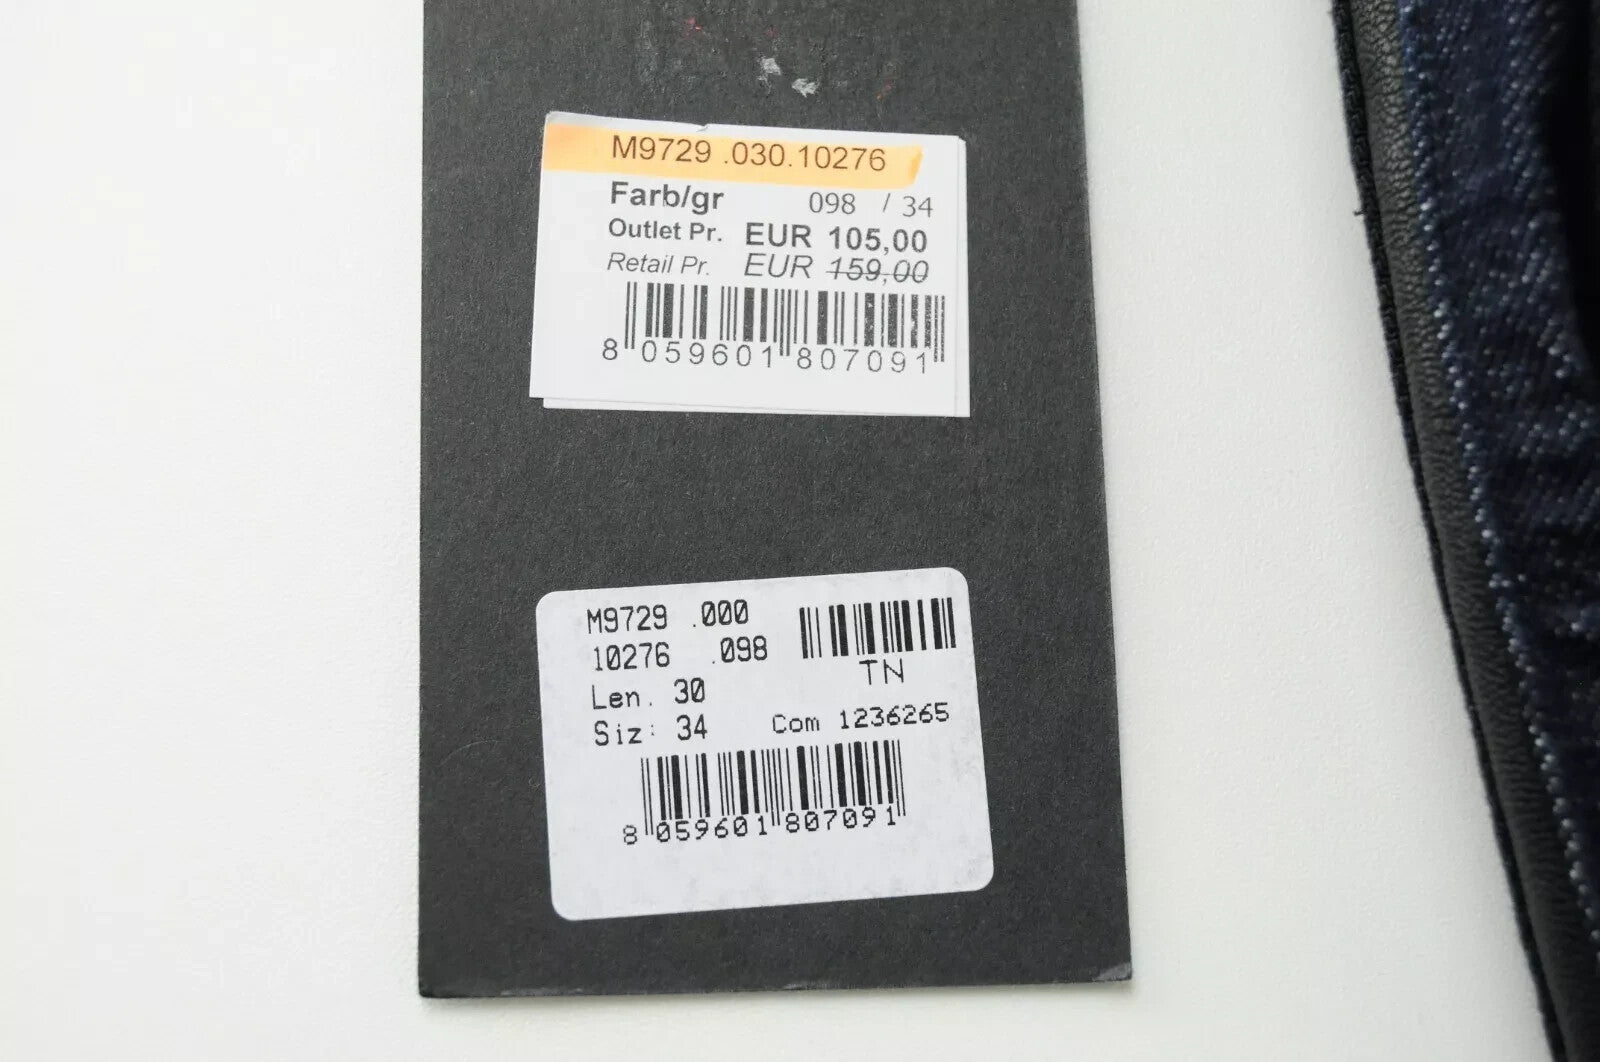 M9729 .030.10276
Farb/gr 098 / 34
Outlet Pr. EUR 105,00
Retail Pr. EUR 159,00
8 059601 807091
M9729 .000
10276 .098
TN
Len. 30
Siz: 34 Com 1236265
8 059601 807091